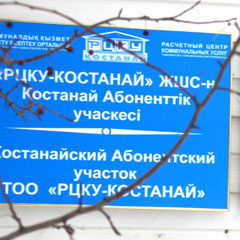 РЦКУ
КОСТАНАЙ
РАСЧЕТНЫЙ ЦЕНТР
КОММУНАЛЬНЫХ УСЛУГ
«РЦКУ-КОСТАНАЙ» ЖШС-н
Костанай Абоненттік
учаскесі
Костанайский Абонентский
участок
ТОО «РЦКУ-КОСТАНАЙ»